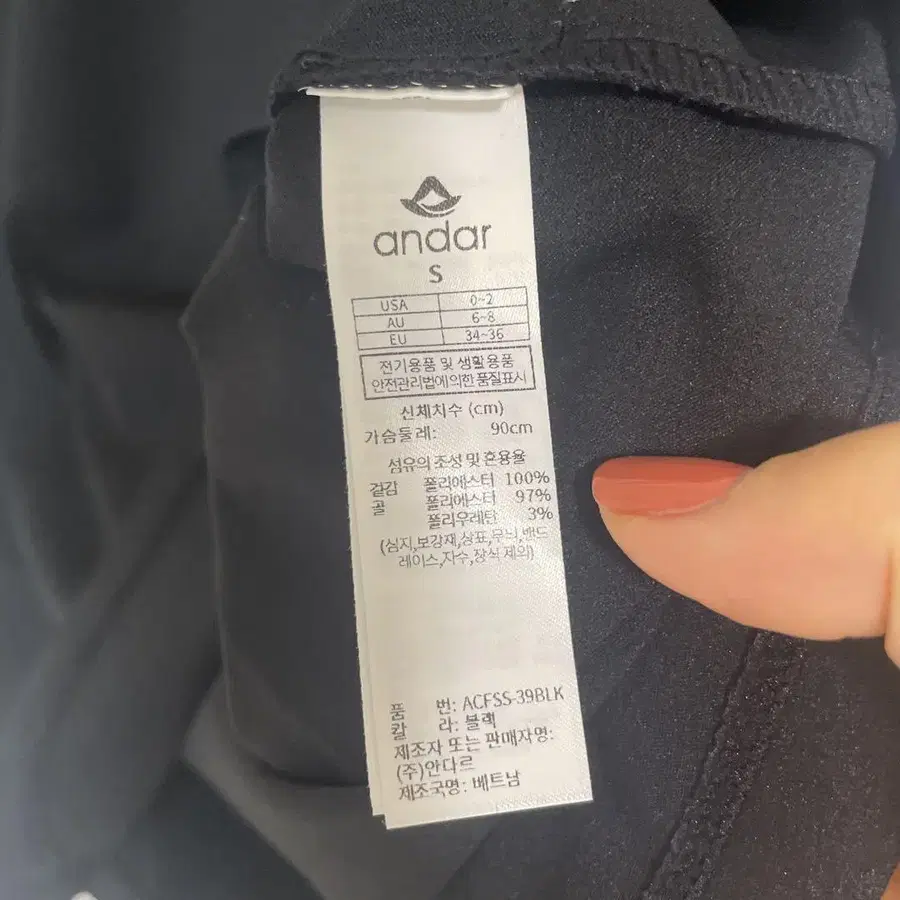 andar
S
USA 0~2
AU 6~8
EU 34~36
전기용품 및 생활용품
안전관리법에의한 품질표시
신체치수 (cm)
가슴둘레: 90cm
섬유의 조성 및 혼용율
겉감 폴리에스터 100%
골 폴리에스터 97%
폴리우레탄 3%
(심지,보강재,상표,무늬,밴드
레이스,자수,장식 제외)
품 번: ACFSS-39BLK
칼 라: 블랙
제조자 또는 판매자명:
(주)안다르
제조국명: 베트남